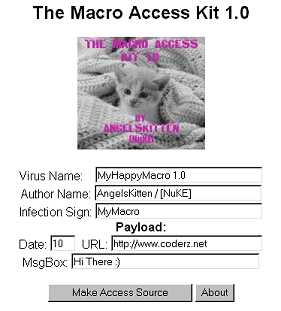 The Macro Access Kit 1.0
THE MACRO ACCESS
KIT 1.0
BY
ANGELSKITTEN
[NuKE]
Virus Name: MyHappyMacro 1.0
Author Name: AngelsKitten / [NuKE]
Infection Sign: MyMacro
Payload:
Date: 10 URL: http://www.coderz.net
MsgBox: Hi There :)
Make Access Source About